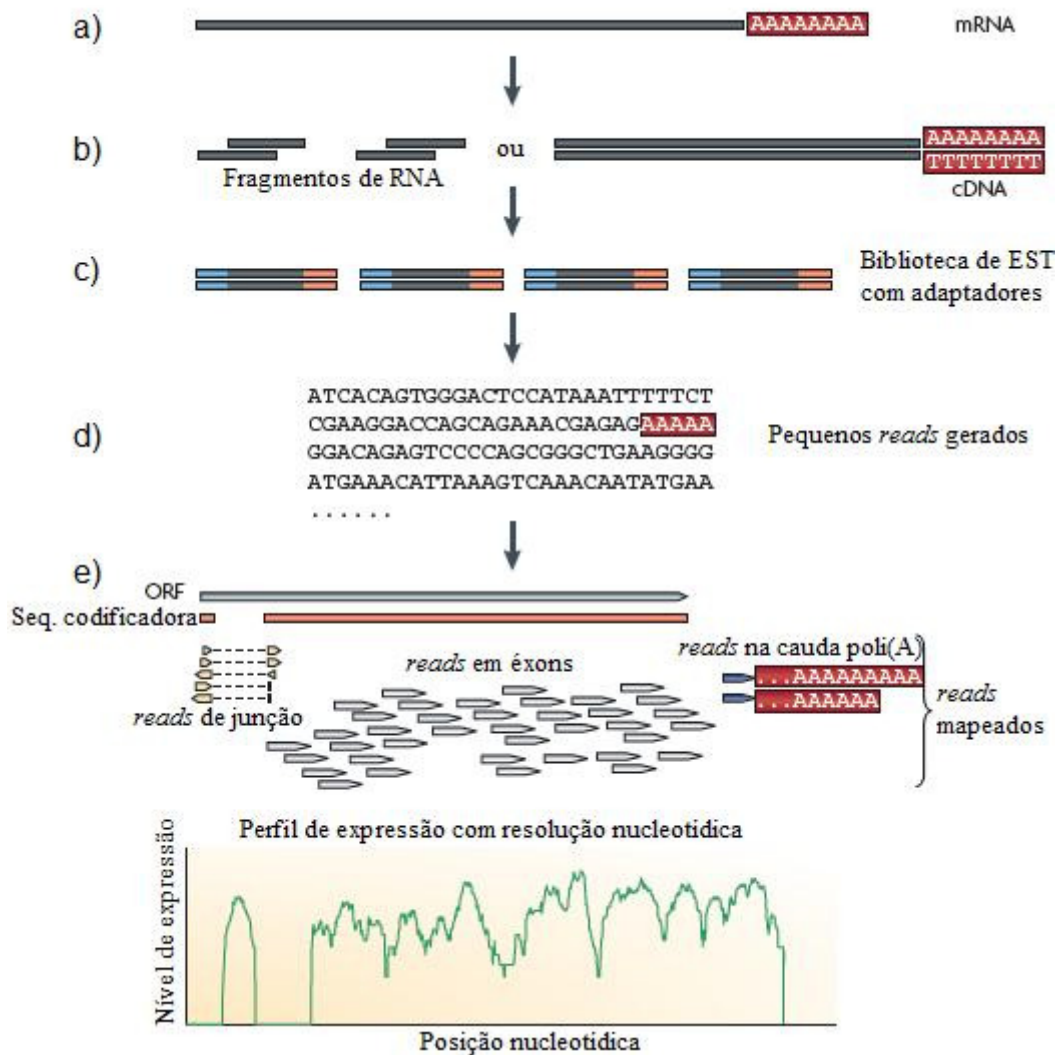 a)
AAAAAAAA
mRNA
b)
ou
AAAAAAAA
TTTTTTTT
Fragmentos de RNA
cDNA
c)
Biblioteca de EST
com adaptadores
d)
ATCACAGTGGGACTCCATAAATTTTTCT
CGAAGGACCAGCAGAAACGAGAGAAAAA
GGACAGAGTCCCCAGCGGGCTGAAGGGG
ATGAAACATTAAAGTCAAACAATATGAA
. . . . . .
Pequenos reads gerados
e)
ORF
Seq. codificadora
reads de junção
reads em éxons
reads na cauda poli(A)
...AAAAAAAAA
...AAAAAA
reads
mapeados
Perfil de expressão com resolução nucleotidica
Nível de expressão
Posição nucleotidica